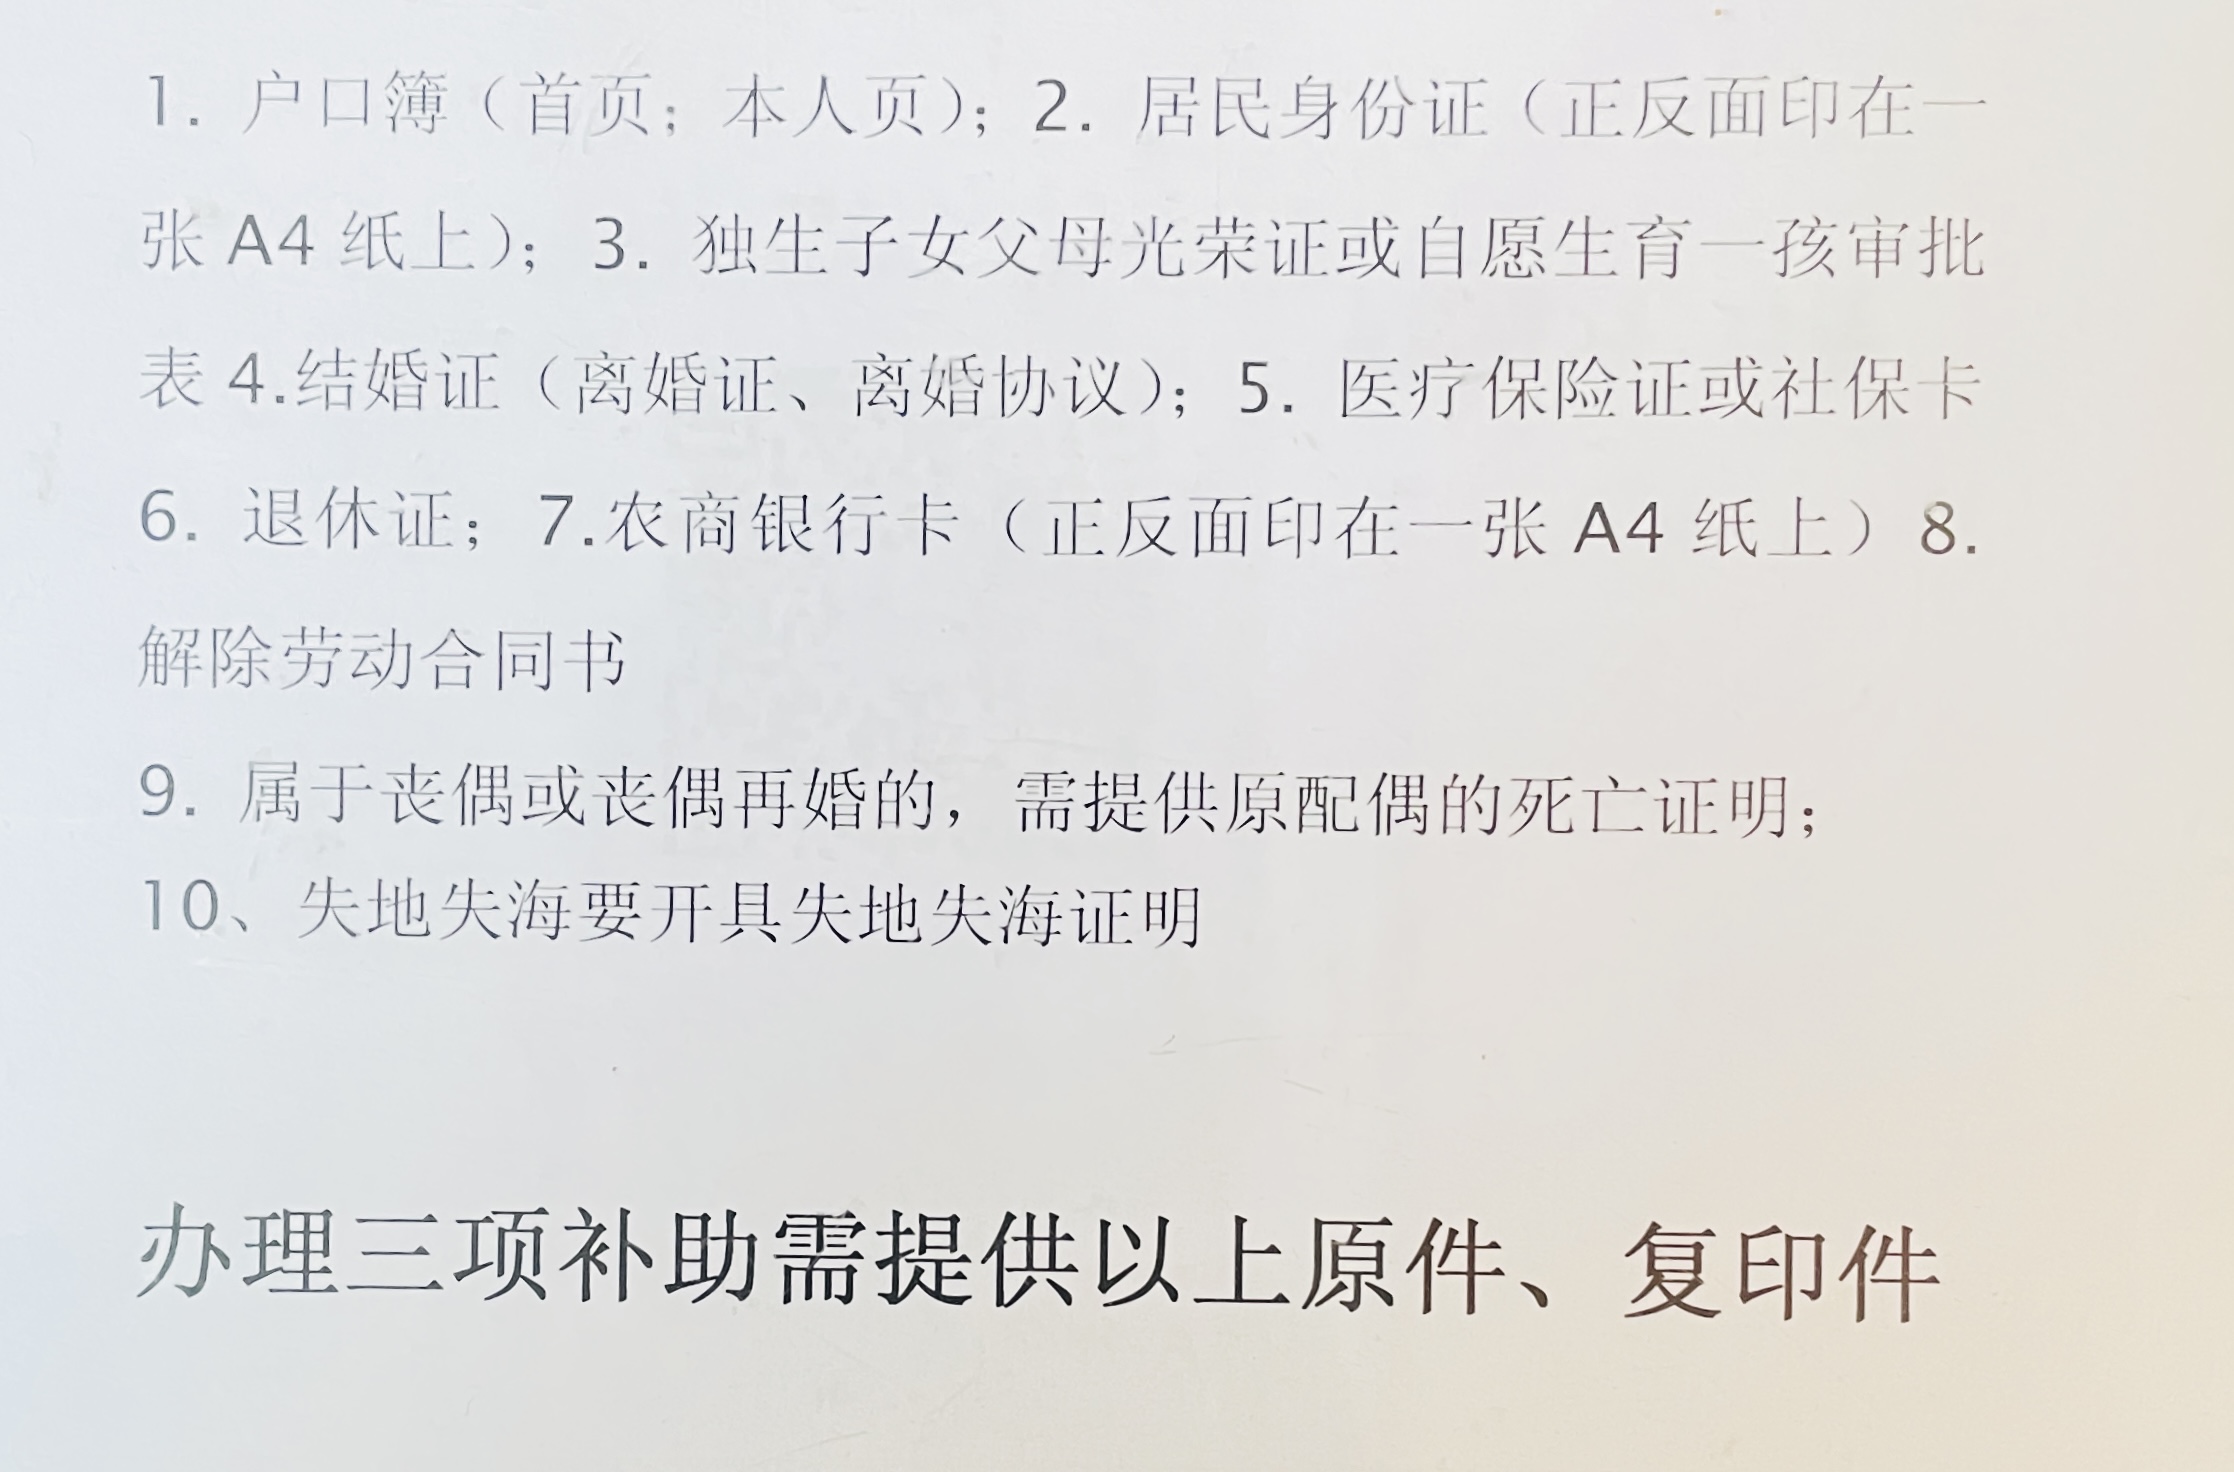 1. 户口簿（首页；本人页）；2. 居民身份证（正反面印在一
张 A4 纸上）；3. 独生子女父母光荣证或自愿生育一孩审批
表 4.结婚证（离婚证、离婚协议）；5. 医疗保险证或社保卡
6. 退休证；7.农商银行卡（正反面印在一张 A4 纸上）8.
解除劳动合同书
9. 属于丧偶或丧偶再婚的，需提供原配偶的死亡证明；
10、失地失海要开具失地失海证明
办理三项补助需提供以上原件、复印件